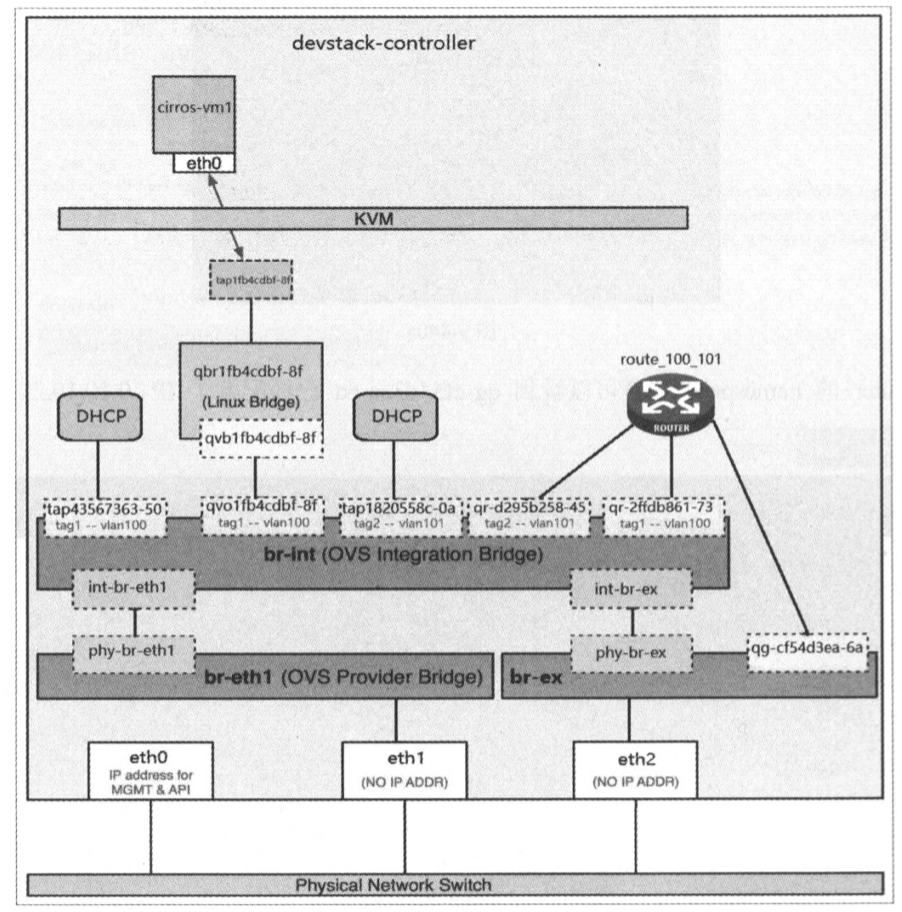 devstack-controller
cirros-vm1
eth0
KVM
tap1fb4cdbf-8f
qbr1fb4cdbf-8f
(Linux Bridge)
qvb1fb4cdbf-8f
DHCP
DHCP
route_100_101
ROUTER
tap43567363-50
tag1 -- vlan100
qvo1fb4cdbf-8f
tag1 -- vlan100
tap1820558c-0a
tag2 -- vlan101
qr-d295b258-45
tag2 -- vlan101
qr-2ffdb861-73
tag1 -- vlan100
br-int (OVS Integration Bridge)
int-br-eth1
int-br-ex
phy-br-eth1
phy-br-ex
qg-cf54d3ea-6a
br-eth1 (OVS Provider Bridge)
br-ex
eth0
IP address for
MGMT & API
eth1
(NO IP ADDR)
eth2
(NO IP ADDR)
Physical Network Switch